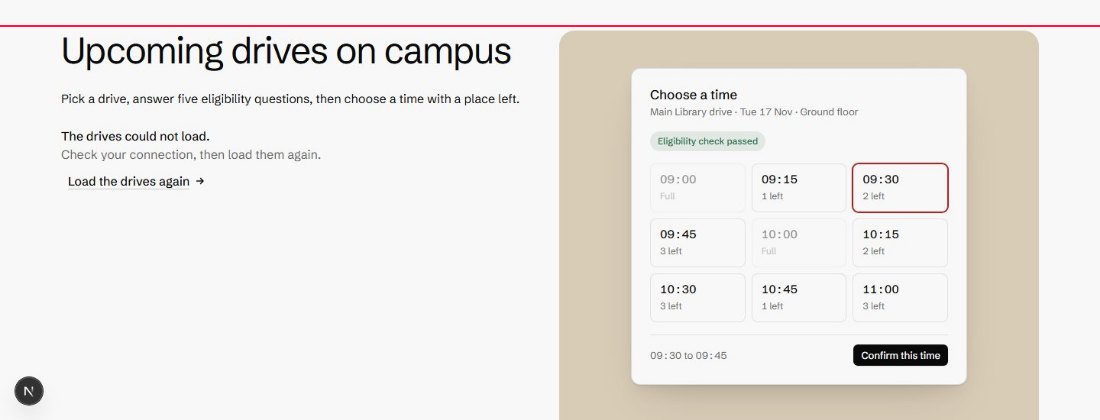 Upcoming drives on campus
Pick a drive, answer five eligibility questions, then choose a time with a place left.
The drives could not load.
Check your connection, then load them again.
Load the drives again →
Choose a time
Main Library drive · Tue 17 Nov · Ground floor
Eligibility check passed
09:00
Full
09:15
1 left
09:30
2 left
09:45
3 left
10:00
Full
10:15
2 left
10:30
3 left
10:45
1 left
11:00
3 left
09:30 to 09:45
Confirm this time
N